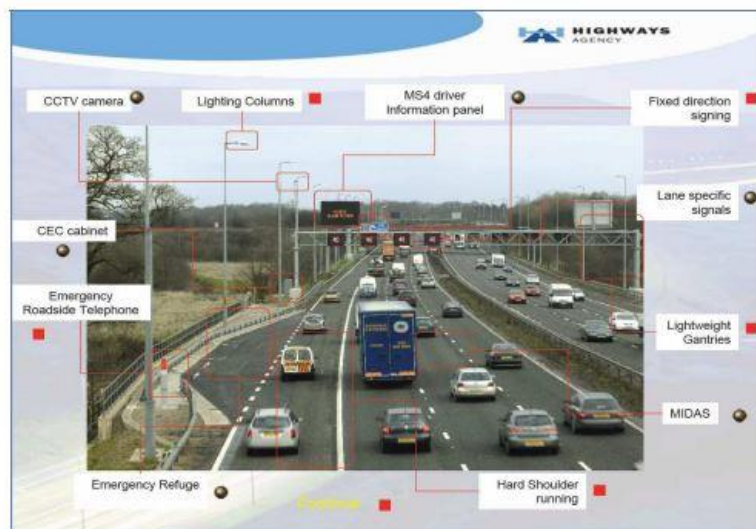 HIGHWAYS
AGENCY
CCTV camera
Lighting Columns
MS4 driver
Information panel
Fixed direction
signing
Lane specific
signals
CEC cabinet
Emergency
Roadside Telephone
Lightweight
Gantries
MIDAS
Emergency Refuge
Hard Shoulder
running